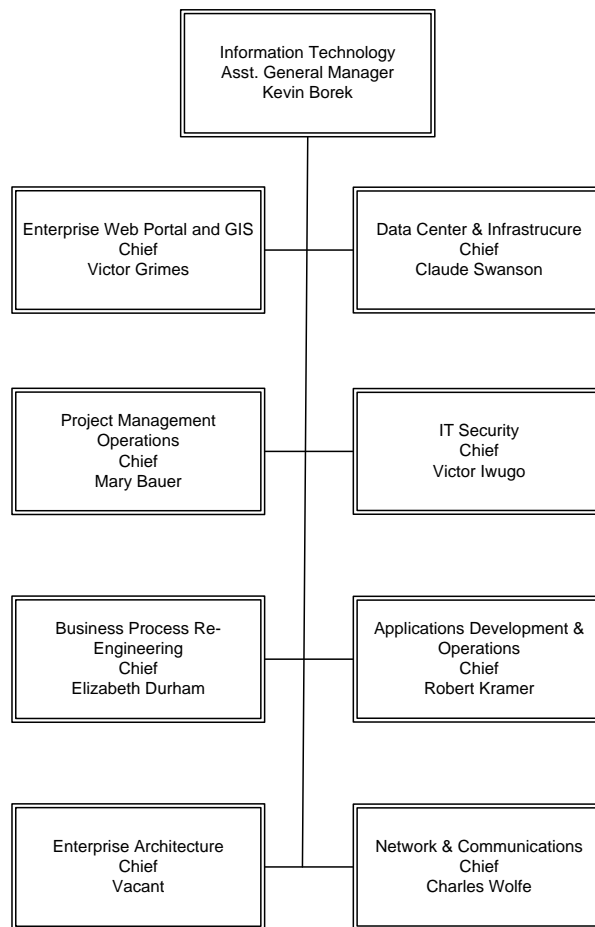 Information Technology
Asst. General Manager
Kevin Borek
Enterprise Web Portal and GIS
Chief
Victor Grimes
Data Center & Infrastrucure
Chief
Claude Swanson
Project Management
Operations
Chief
Mary Bauer
IT Security
Chief
Victor Iwugo
Business Process Re-
Engineering
Chief
Elizabeth Durham
Applications Development &
Operations
Chief
Robert Kramer
Enterprise Architecture
Chief
Vacant
Network & Communications
Chief
Charles Wolfe